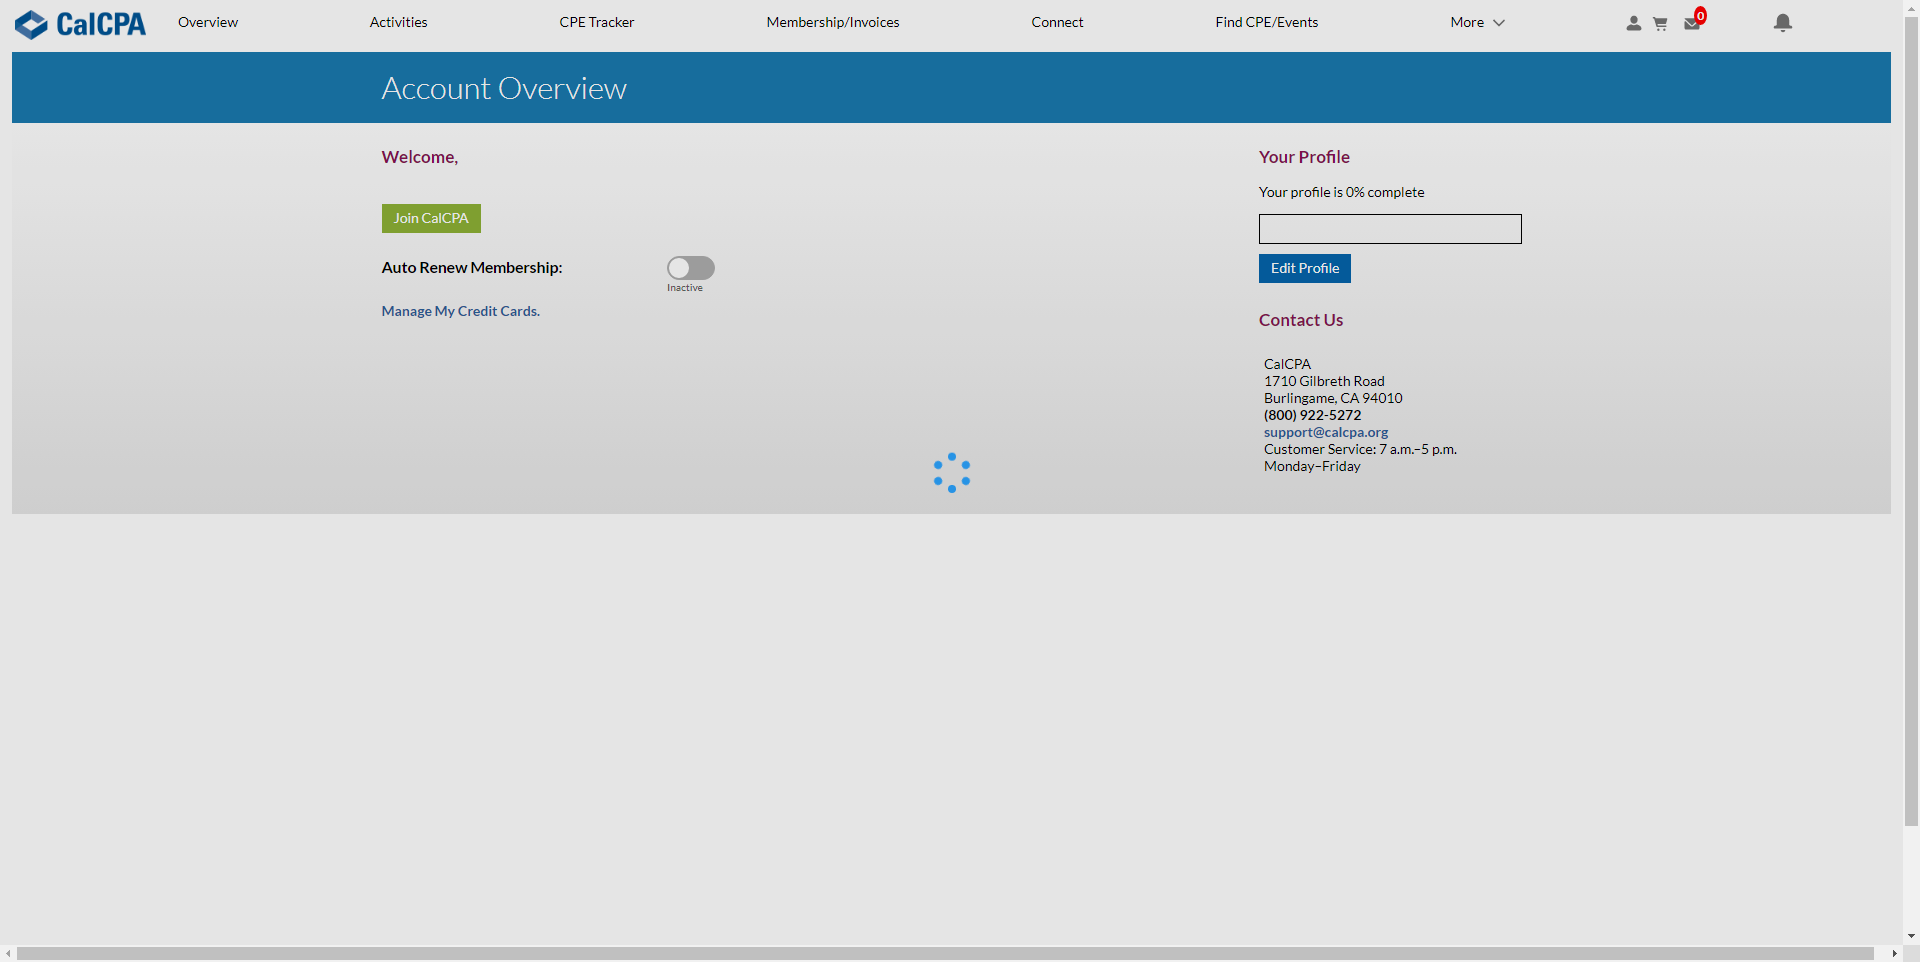 CalCPA
Overview
Activities
CPE Tracker
Membership/Invoices
Connect
Find CPE/Events
More
0
Account Overview
Welcome,
Join CalCPA
Auto Renew Membership:
Inactive
Manage My Credit Cards.
Your Profile
Your profile is 0% complete
Edit Profile
Contact Us
CalCPA
1710 Gilbreth Road
Burlingame, CA 94010
(800) 922-5272
support@calcpa.org
Customer Service: 7 a.m.–5 p.m.
Monday–Friday